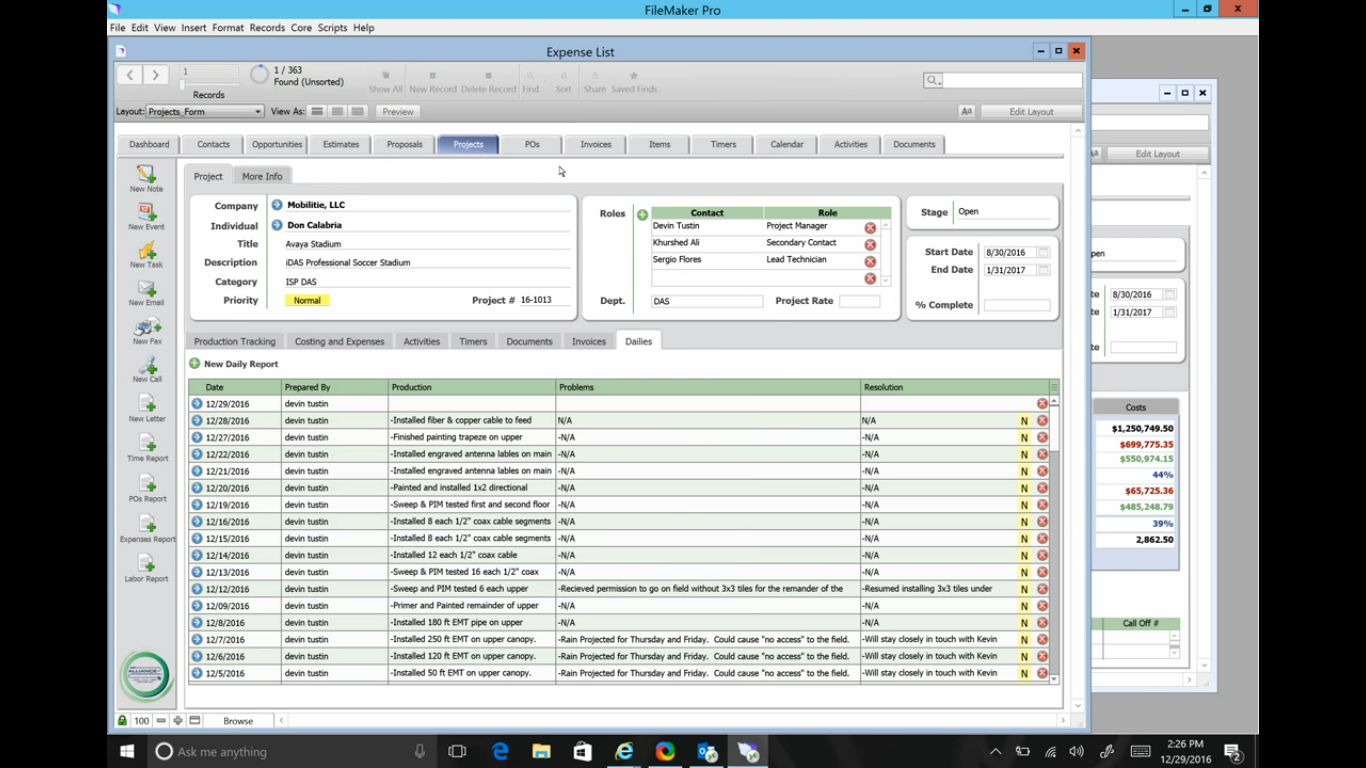 FileMaker Pro
File Edit View Insert Format Records Core Scripts Help
Expense List
1
1 / 363
Found (Unsorted)
Records
Show All New Record Delete Record Find Sort Share Saved Finds
Layout: Projects_Form View As: Preview Aa Edit Layout
Edit Layout
Dashboard Contacts Opportunities Estimates Proposals Projects POs Invoices Items Timers Calendar Activities Documents
New Note
New Event
New Task
New Email
New Fax
New Call
New Letter
Time Report
POs Report
Expenses Report
Labor Report
ALLIANCE
Project More Info
Company Mobilitie, LLC
Individual Don Calabria
Title Avaya Stadium
Description iDAS Professional Soccer Stadium
Category ISP DAS
Priority Normal Project # 16-1013
Roles Contact Role
Devin Tustin Project Manager
Khurshed Ali Secondary Contact
Sergio Flores Lead Technician
Dept. DAS Project Rate
Stage Open
Start Date 8/30/2016
End Date 1/31/2017
% Complete
Production Tracking Costing and Expenses Activities Timers Documents Invoices Dailies
New Daily Report
Date Prepared By Production Problems Resolution
12/29/2016 devin tustin
12/28/2016 devin tustin -Installed fiber & copper cable to feed N/A N/A N
12/27/2016 devin tustin -Finished painting trapeze on upper -N/A -N/A N
12/22/2016 devin tustin -Installed engraved antenna lables on main -N/A -N/A N
12/21/2016 devin tustin -Installed engraved antenna lables on main -N/A -N/A N
12/20/2016 devin tustin -Painted and installed 1x2 directional -N/A -N/A N
12/19/2016 devin tustin -Sweep & PIM tested first and second floor -N/A -N/A N
12/16/2016 devin tustin -Installed 8 each 1/2" coax cable segments -N/A -N/A N
12/15/2016 devin tustin -Installed 8 each 1/2" coax cable segments -N/A -N/A N
12/14/2016 devin tustin -Installed 12 each 1/2" coax cable -N/A -N/A N
12/13/2016 devin tustin -Sweep & PIM tested 16 each 1/2" coax -N/A -N/A N
12/12/2016 devin tustin -Sweep and PIM tested 6 each upper -Recieved permission to go on field without 3x3 tiles for the remander of the -Resumed installing 3x3 tiles under N
12/09/2016 devin tustin -Primer and Painted remainder of upper -N/A -N/A N
12/8/2016 devin tustin -Installed 180 ft EMT pipe on upper -N/A -N/A N
12/7/2016 devin tustin -Installed 250 ft EMT on upper canopy. -Rain Projected for Thursday and Friday. Could cause "no access" to the field. -Will stay closely in touch with Kevin N
12/6/2016 devin tustin -Installed 120 ft EMT on upper canopy. -Rain Projected for Thursday and Friday. Could cause "no access" to the field. -Will stay closely in touch with Kevin N
12/5/2016 devin tustin -Installed 50 ft EMT on upper canopy. -Rain Projected for Thursday and Friday. Could cause "no access" to the field. -Will stay closely in touch with Kevin N
pen
te 8/30/2016
te 1/31/2017
te
Costs
$1,250,749.50
$699,775.35
$550,974.15
44%
$65,725.36
$485,248.79
39%
2,862.50
Call Off #
100 Browse
Ask me anything
2:26 PM
12/29/2016
2